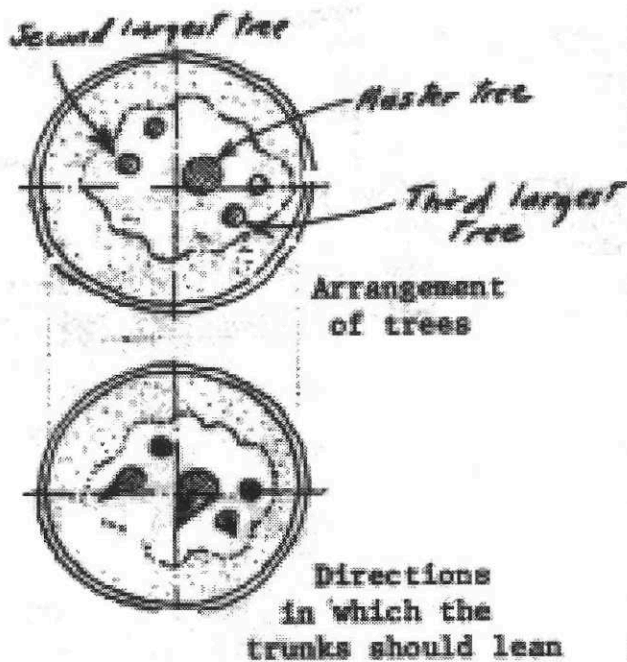 Second largest tree
Master tree
Third largest
Tree
Arrangement
of trees
Directions
in which the
trunks should lean